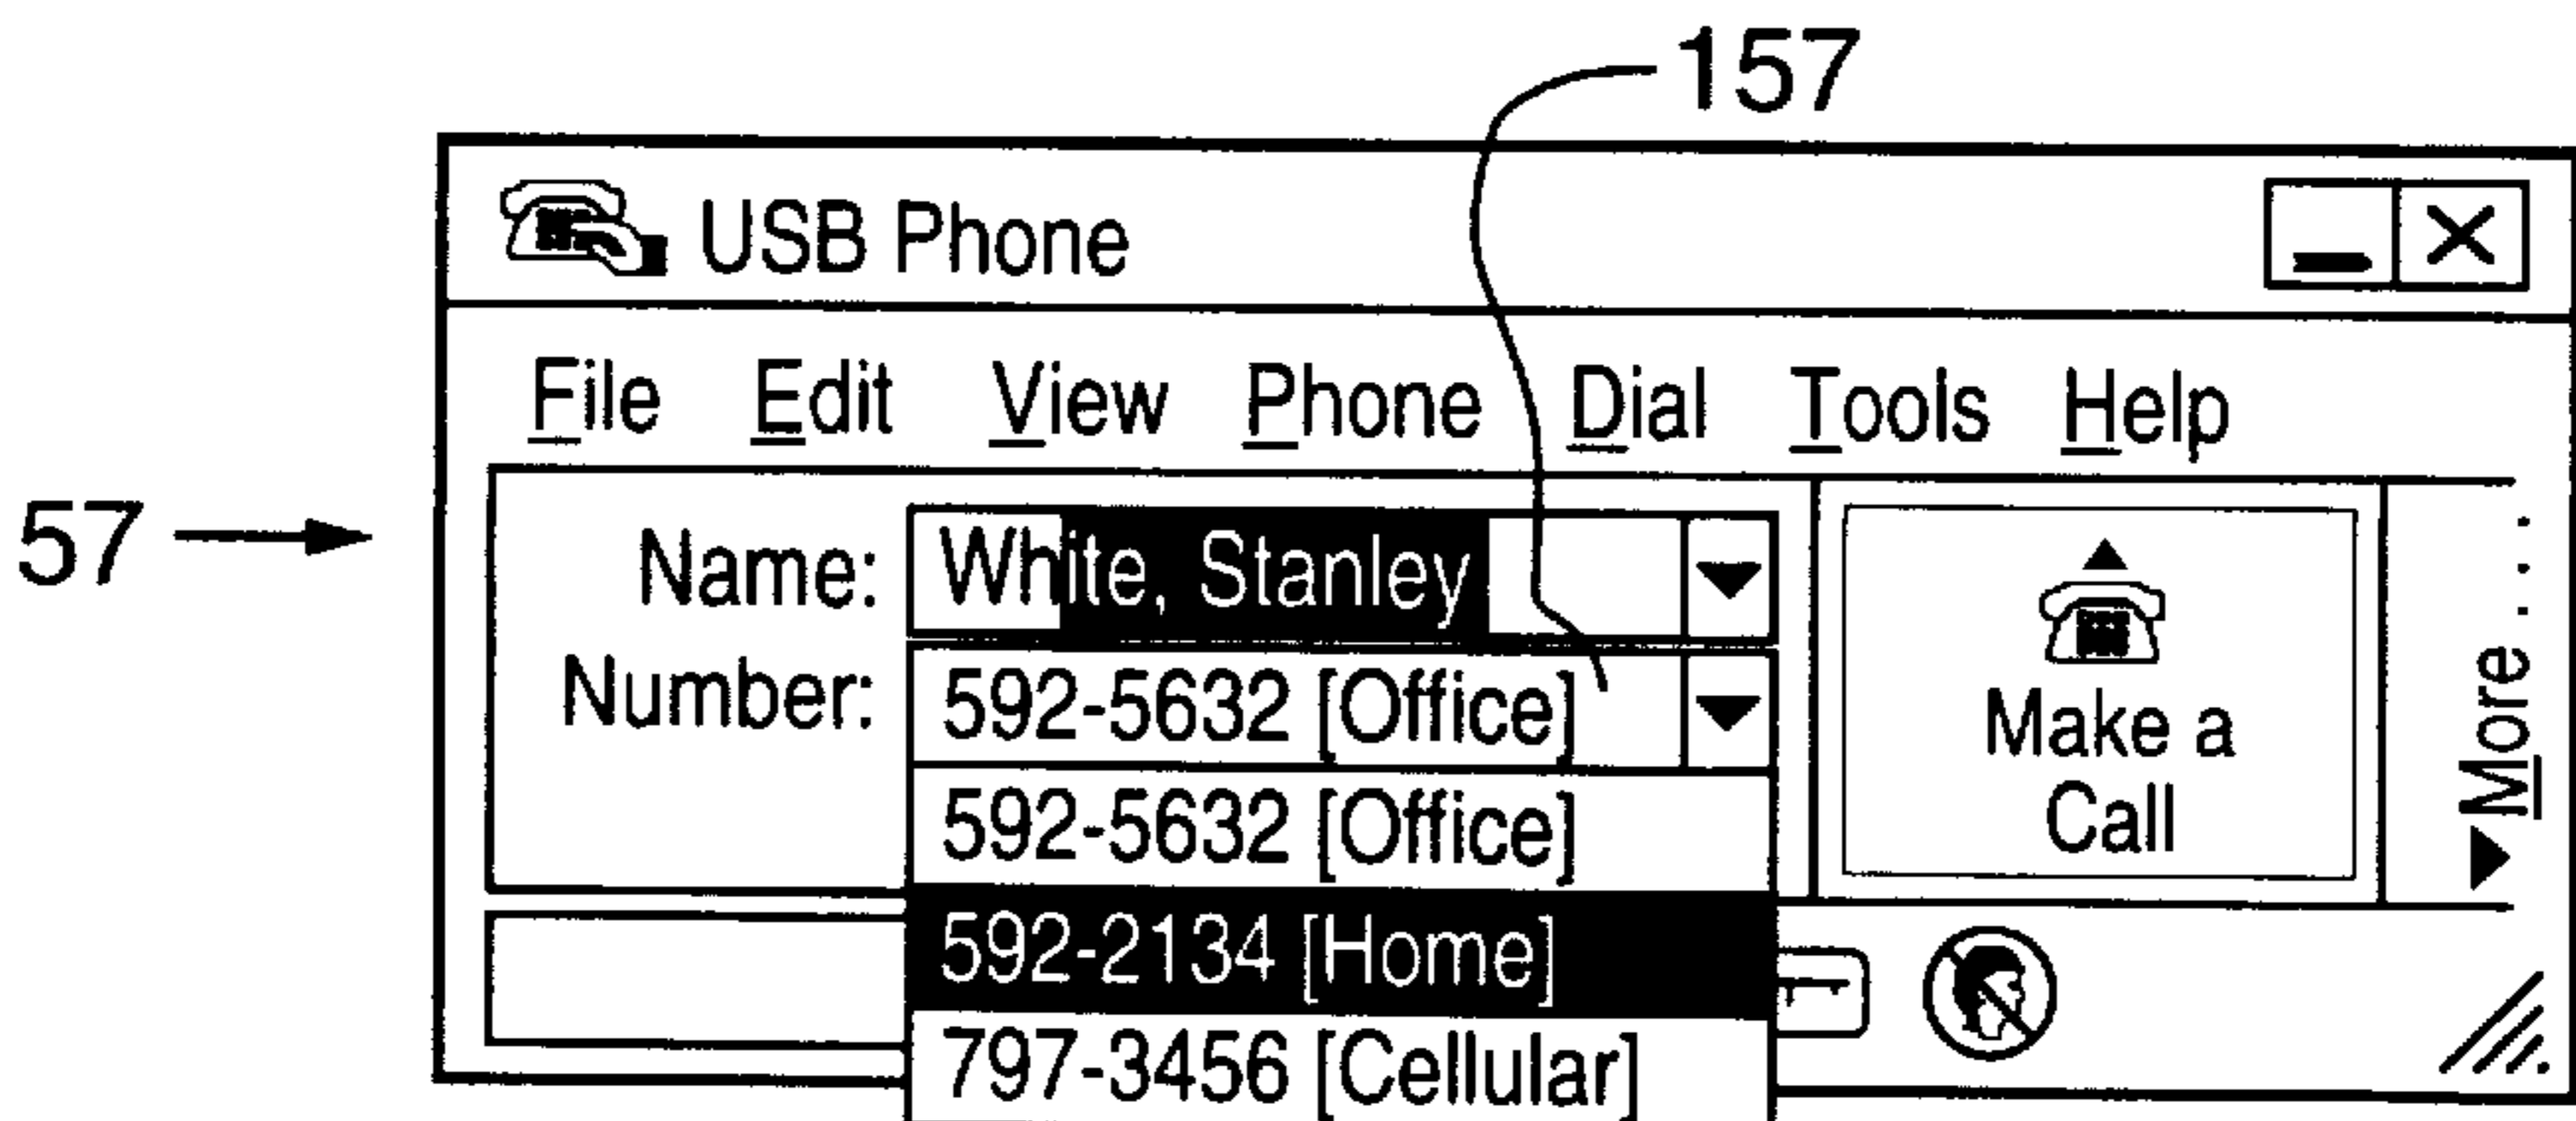 157
USB Phone
File Edit View Phone Dial Tools Help
57
Name: White, Stanley
Number: 592-5632 [Office]
592-5632 [Office]
592-2134 [Home]
797-3456 [Cellular]
Make a
Call
More . . . .